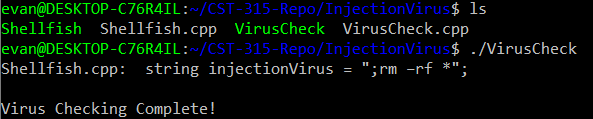 evan@DESKTOP-C76R4IL:~/CST-315-Repo/InjectionVirus$ ls
Shellfish  Shellfish.cpp  VirusCheck  VirusCheck.cpp
evan@DESKTOP-C76R4IL:~/CST-315-Repo/InjectionVirus$ ./VirusCheck
Shellfish.cpp:  string injectionVirus = ";rm –rf *";
Virus Checking Complete!